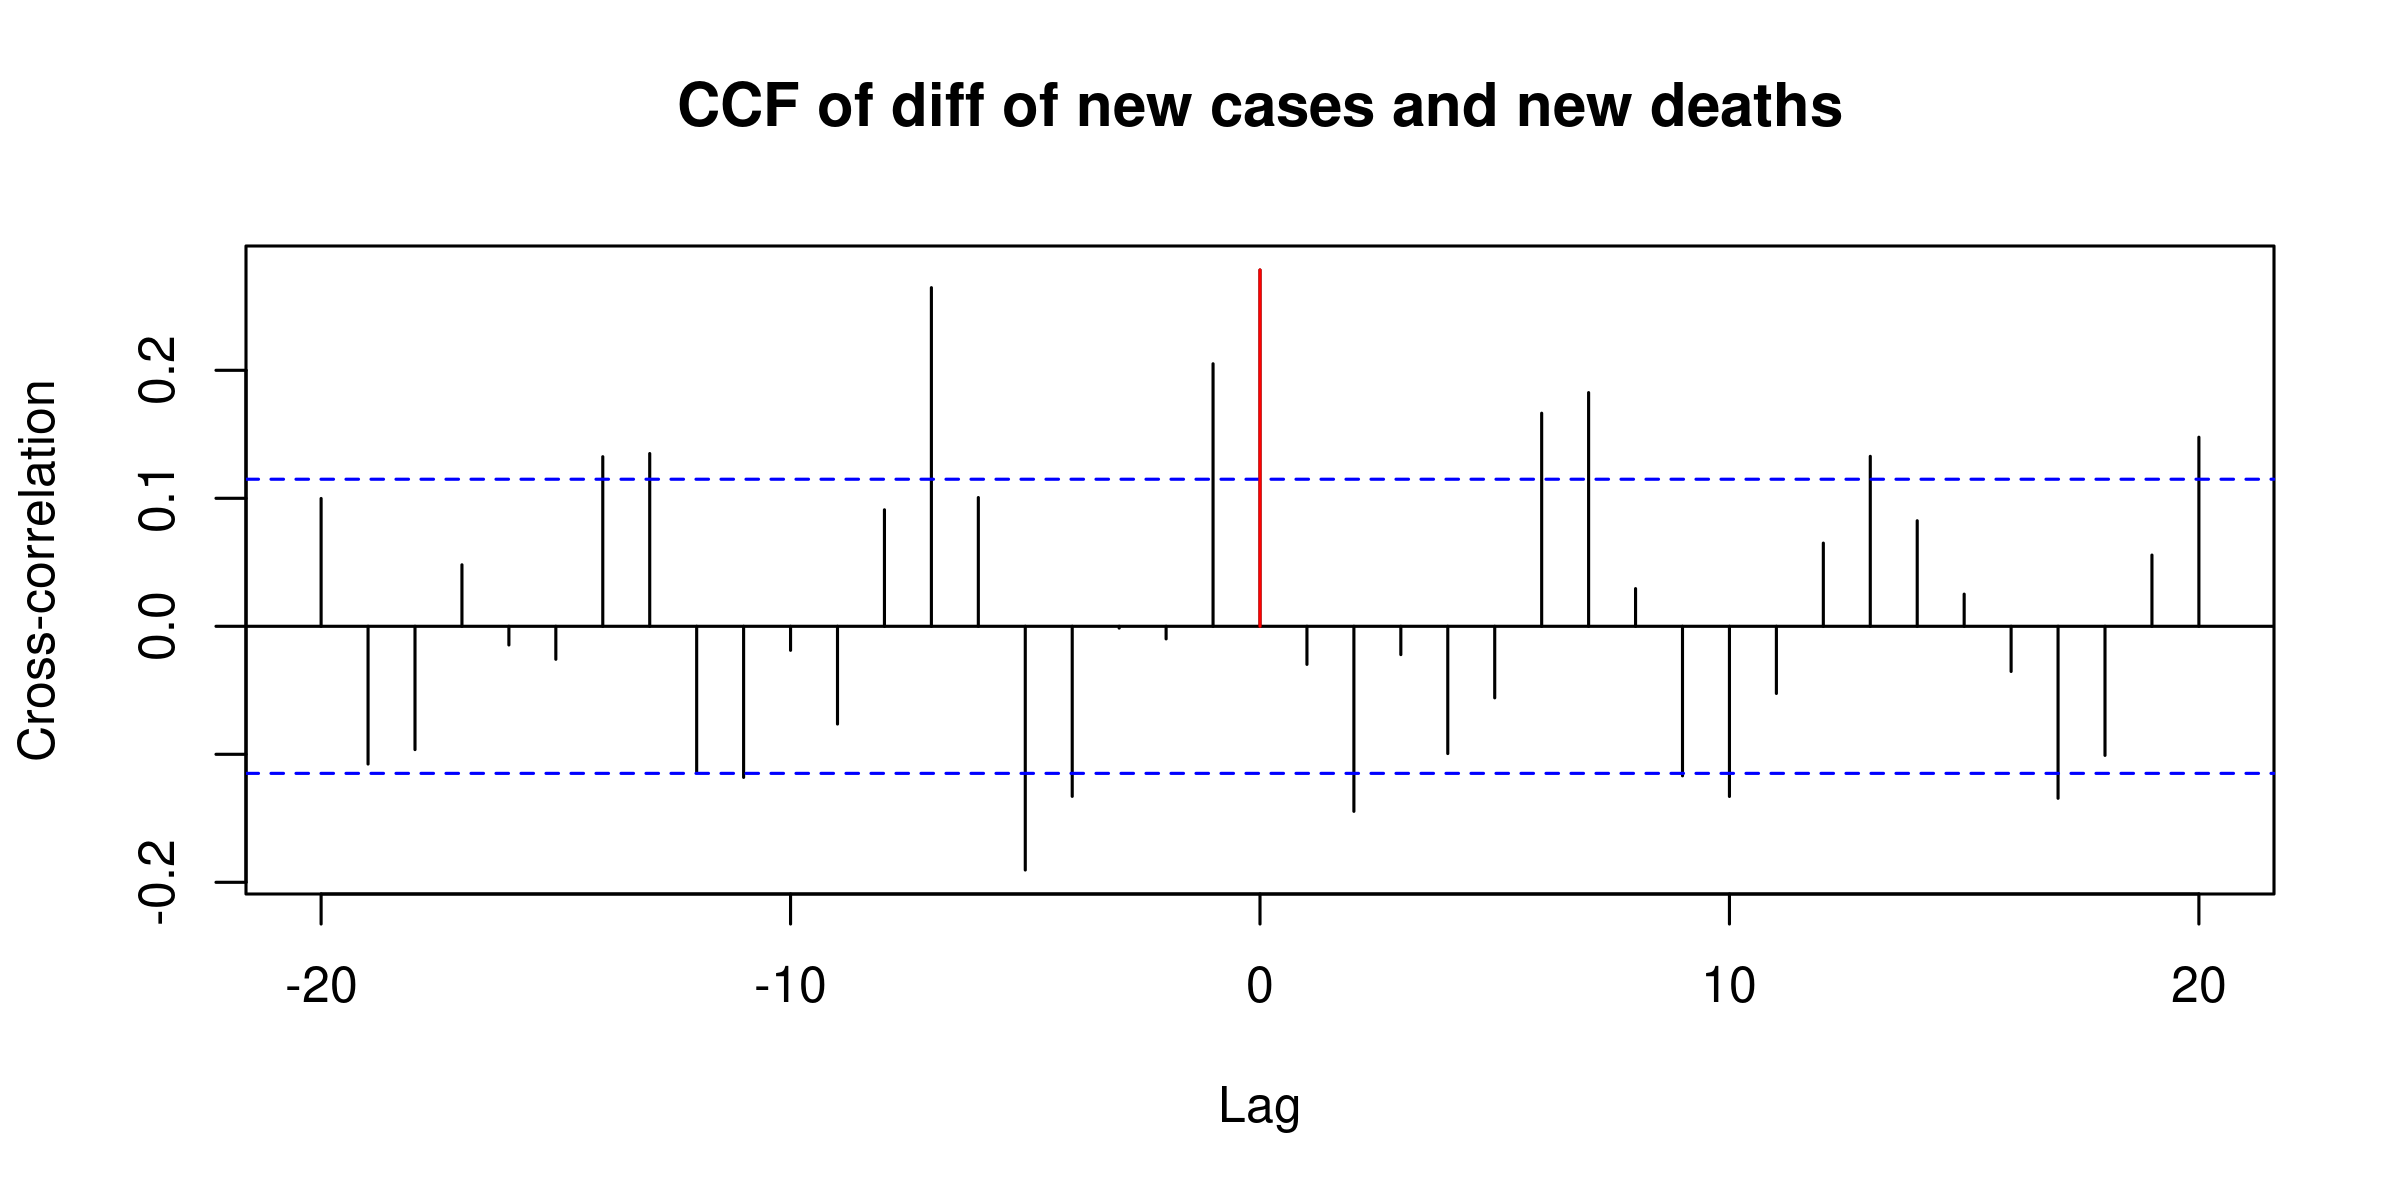 CCF of diff of new cases and new deaths
Cross-correlation
0.2
0.1
0.0
-0.2
-20 -10 0 10 20
Lag